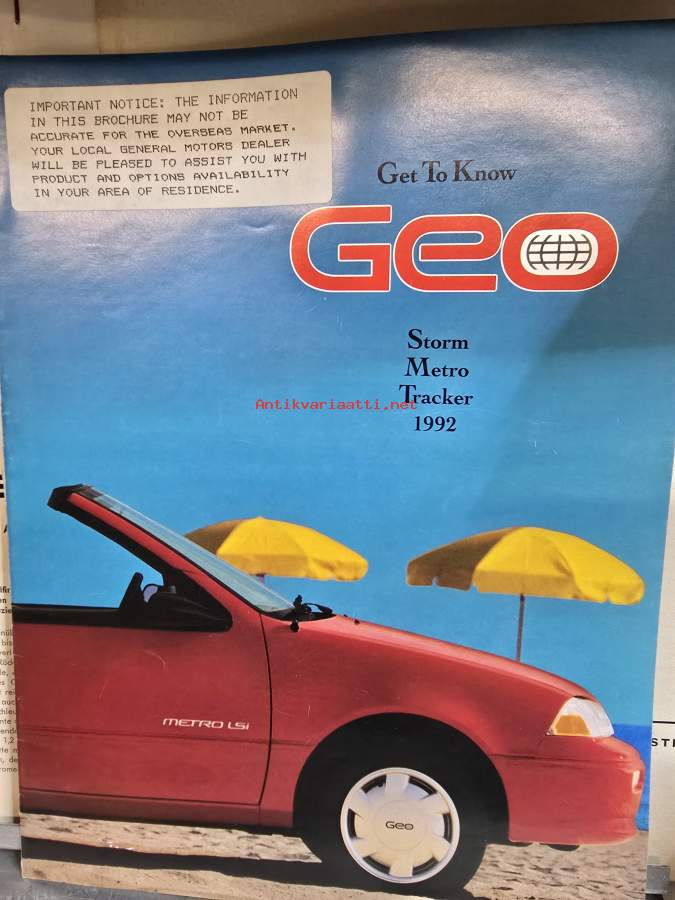 IMPORTANT NOTICE: THE INFORMATION
IN THIS BROCHURE MAY NOT BE
ACCURATE FOR THE OVERSEAS MARKET.
YOUR LOCAL GENERAL MOTORS DEALER
WILL BE PLEASED TO ASSIST YOU WITH
PRODUCT AND OPTIONS AVAILABILITY
IN YOUR AREA OF RESIDENCE.
Get To Know
Geo
Storm
Metro
Tracker
1992
Antikvariaatti.net
METRO LSi
Geo